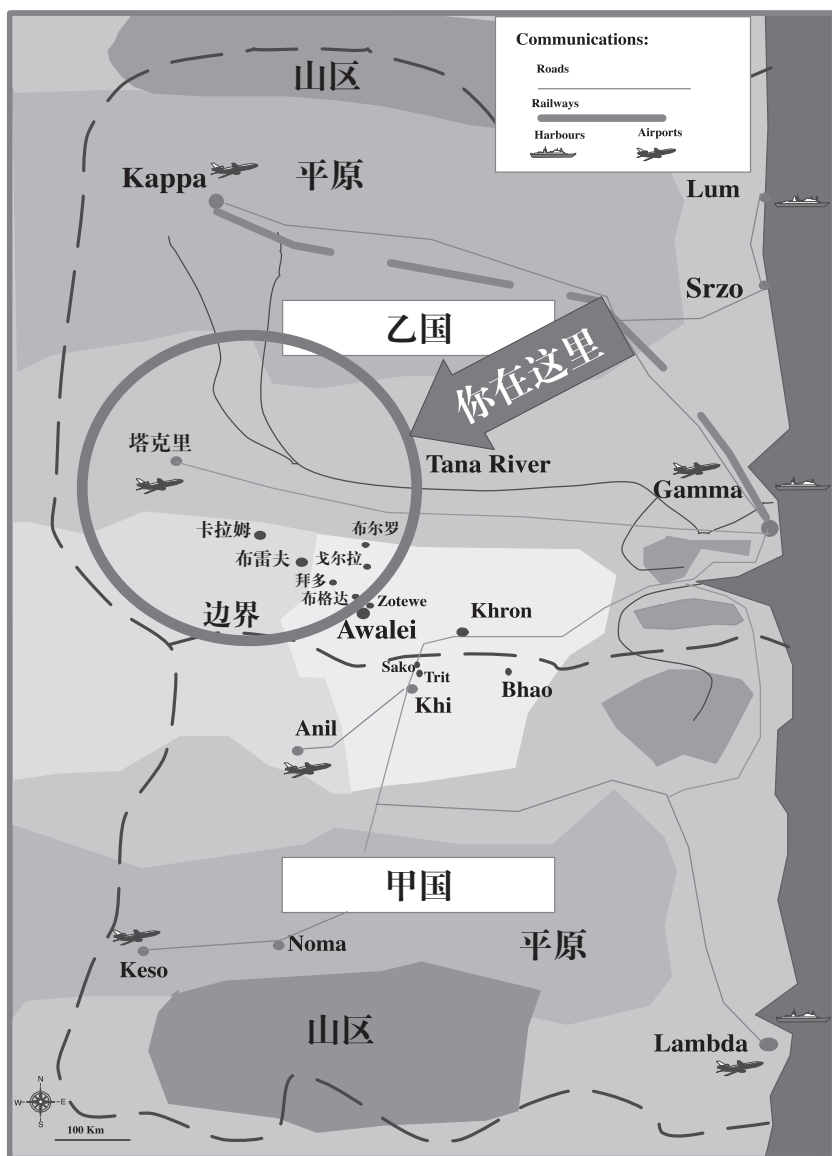 Communications:
Roads
Railways
Harbours
Airports
山区
Kappa
平原
Lum
Srzo
乙国
你在这里
塔克里
Tana River
Gamma
卡拉姆
布尔罗
布雷夫
戈尔拉
拜多
布格达
Zotewe
边界
Awalei
Khron
Sako
Trit
Bhao
Khi
Anil
甲国
Noma
平原
Keso
山区
Lambda
N
W
E
S
100 Km